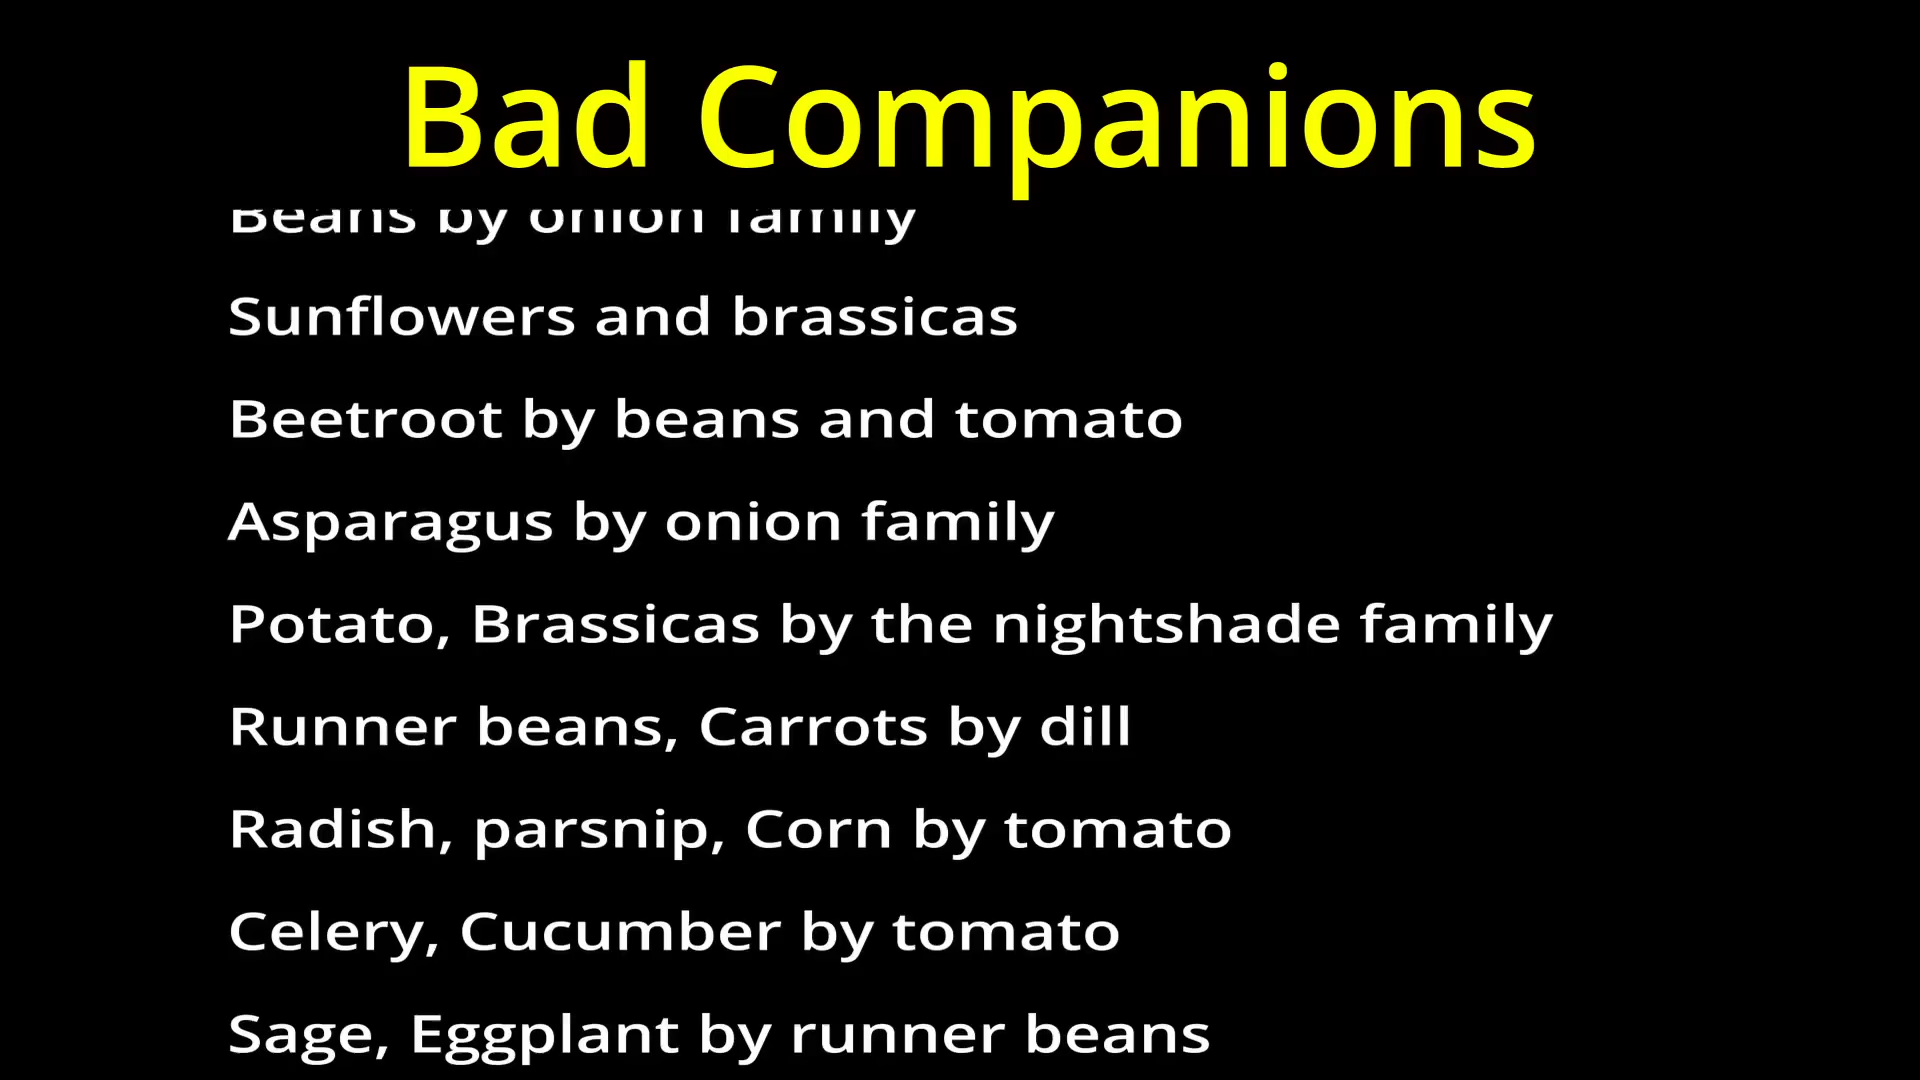 Bad Companions
Beans by onion family
Sunflowers and brassicas
Beetroot by beans and tomato
Asparagus by onion family
Potato, Brassicas by the nightshade family
Runner beans, Carrots by dill
Radish, parsnip, Corn by tomato
Celery, Cucumber by tomato
Sage, Eggplant by runner beans